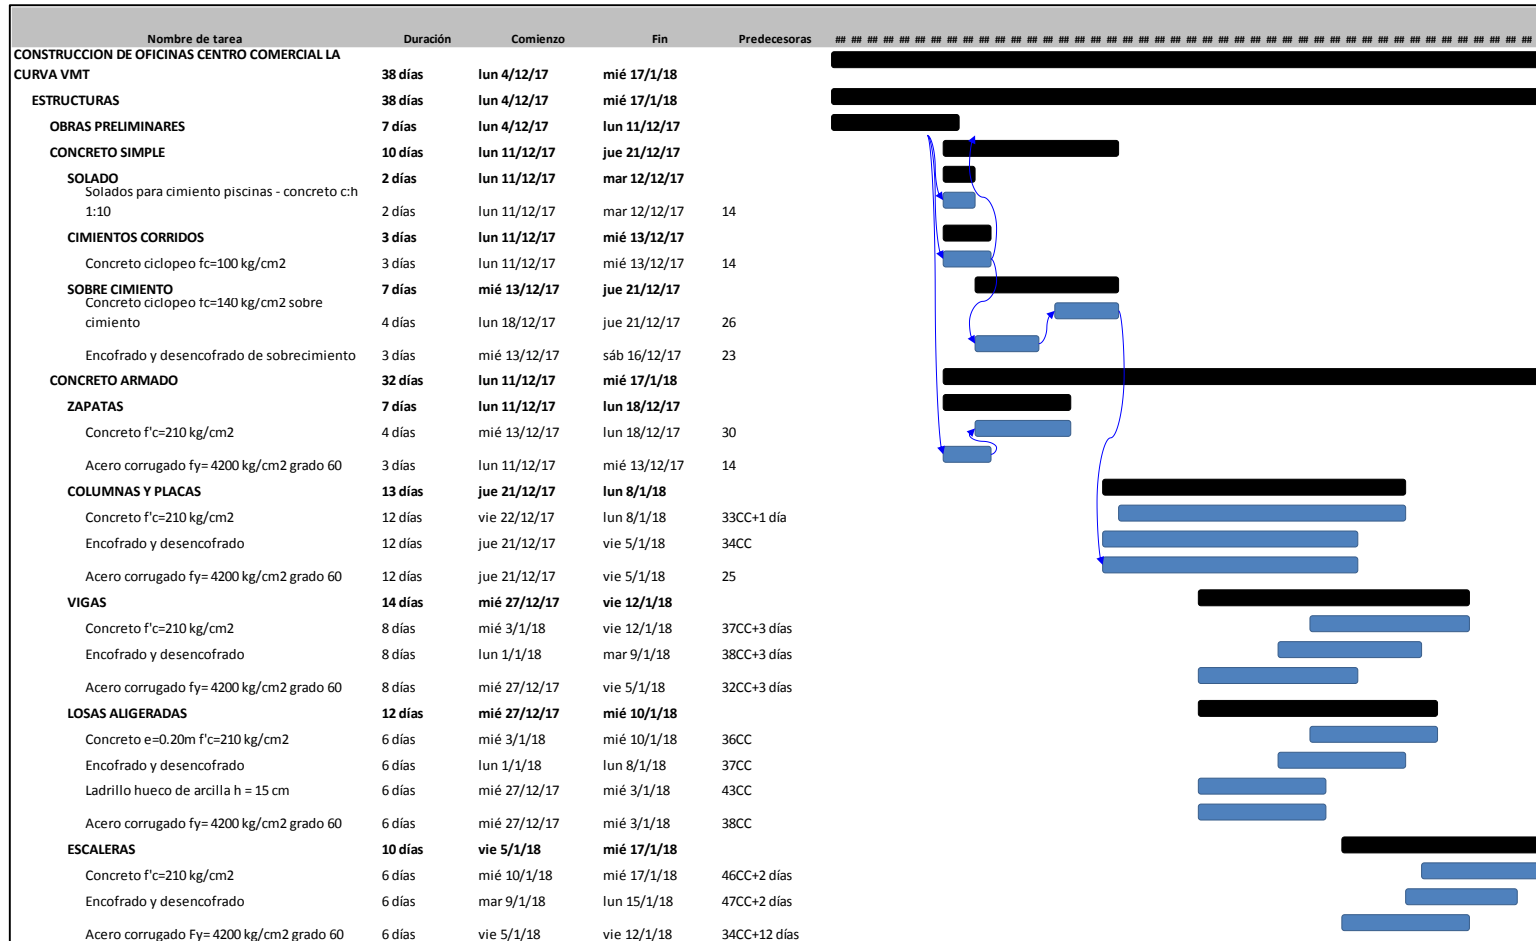 Nombre de tarea Duración Comienzo Fin Predecesoras ## ## ## ## ## ## ## ## ## ## ## ## ## ## ## ## ## ## ## ## ## ## ## ## ## ## ## ## ## ## ## ## ## ## ## ## ## ## ## ## ## ## ## ##
CONSTRUCCION DE OFICINAS CENTRO COMERCIAL LA
CURVA VMT 38 días lun 4/12/17 mié 17/1/18
ESTRUCTURAS 38 días lun 4/12/17 mié 17/1/18
OBRAS PRELIMINARES 7 días lun 4/12/17 lun 11/12/17
CONCRETO SIMPLE 10 días lun 11/12/17 jue 21/12/17
SOLADO 2 días lun 11/12/17 mar 12/12/17
Solados para cimiento piscinas - concreto c:h
1:10 2 días lun 11/12/17 mar 12/12/17 14
CIMIENTOS CORRIDOS 3 días lun 11/12/17 mié 13/12/17
Concreto ciclopeo fc=100 kg/cm2 3 días lun 11/12/17 mié 13/12/17 14
SOBRE CIMIENTO 7 días mié 13/12/17 jue 21/12/17
Concreto ciclopeo fc=140 kg/cm2 sobre
cimiento 4 días lun 18/12/17 jue 21/12/17 26
Encofrado y desencofrado de sobrecimiento 3 días mié 13/12/17 sáb 16/12/17 23
CONCRETO ARMADO 32 días lun 11/12/17 mié 17/1/18
ZAPATAS 7 días lun 11/12/17 lun 18/12/17
Concreto f'c=210 kg/cm2 4 días mié 13/12/17 lun 18/12/17 30
Acero corrugado fy= 4200 kg/cm2 grado 60 3 días lun 11/12/17 mié 13/12/17 14
COLUMNAS Y PLACAS 13 días jue 21/12/17 lun 8/1/18
Concreto f'c=210 kg/cm2 12 días vie 22/12/17 lun 8/1/18 33CC+1 día
Encofrado y desencofrado 12 días jue 21/12/17 vie 5/1/18 34CC
Acero corrugado fy= 4200 kg/cm2 grado 60 12 días jue 21/12/17 vie 5/1/18 25
VIGAS 14 días mié 27/12/17 vie 12/1/18
Concreto f'c=210 kg/cm2 8 días mié 3/1/18 vie 12/1/18 37CC+3 días
Encofrado y desencofrado 8 días lun 1/1/18 mar 9/1/18 38CC+3 días
Acero corrugado fy= 4200 kg/cm2 grado 60 8 días mié 27/12/17 vie 5/1/18 32CC+3 días
LOSAS ALIGERADAS 12 días mié 27/12/17 mié 10/1/18
Concreto e=0.20m f'c=210 kg/cm2 6 días mié 3/1/18 mié 10/1/18 36CC
Encofrado y desencofrado 6 días lun 1/1/18 lun 8/1/18 37CC
Ladrillo hueco de arcilla h = 15 cm 6 días mié 27/12/17 mié 3/1/18 43CC
Acero corrugado fy= 4200 kg/cm2 grado 60 6 días mié 27/12/17 mié 3/1/18 38CC
ESCALERAS 10 días vie 5/1/18 mié 17/1/18
Concreto f'c=210 kg/cm2 6 días mié 10/1/18 mié 17/1/18 46CC+2 días
Encofrado y desencofrado 6 días mar 9/1/18 lun 15/1/18 47CC+2 días
Acero corrugado Fy= 4200 kg/cm2 grado 60 6 días vie 5/1/18 vie 12/1/18 34CC+12 días